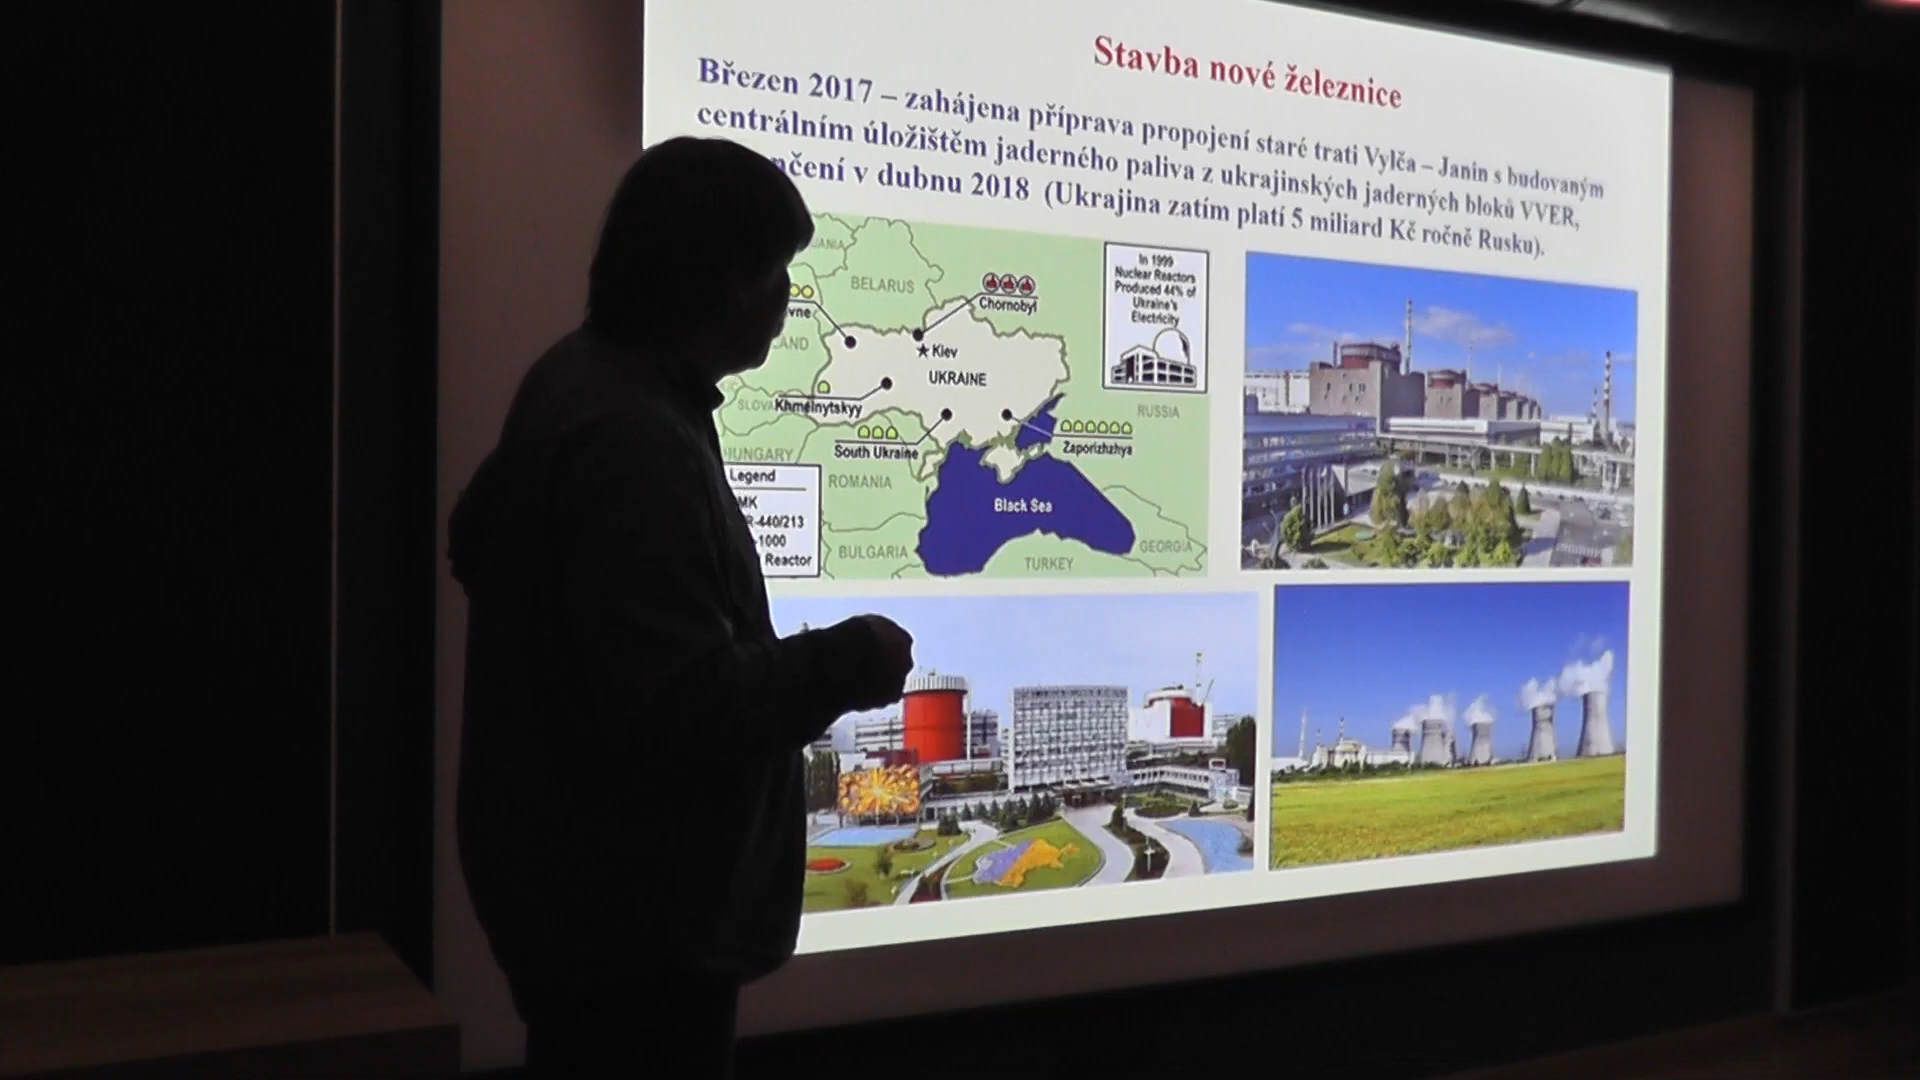 Stavba nové železnice
Březen 2017 – zahájena příprava propojení staré trati Vylča – Janin s budovaným
centrálním úložištěm jaderného paliva z ukrajinských jaderných bloků VVER,
nčení v dubnu 2018 (Ukrajina zatím platí 5 miliard Kč ročně Rusku).
ANIA
BELARUS
Chornobyl
In 1999
Nuclear Reactors
Produced 44% of
Ukraine's
Electricity
vne
AND
Kiev
UKRAINE
SLOVA
Khmelnytskyy
RUSSIA
HUNGARY
South Ukraine
Zaporizhzhya
Legend
MK
R-440/213
-1000
Reactor
ROMANIA
Black Sea
BULGARIA
GEORGIA
TURKEY